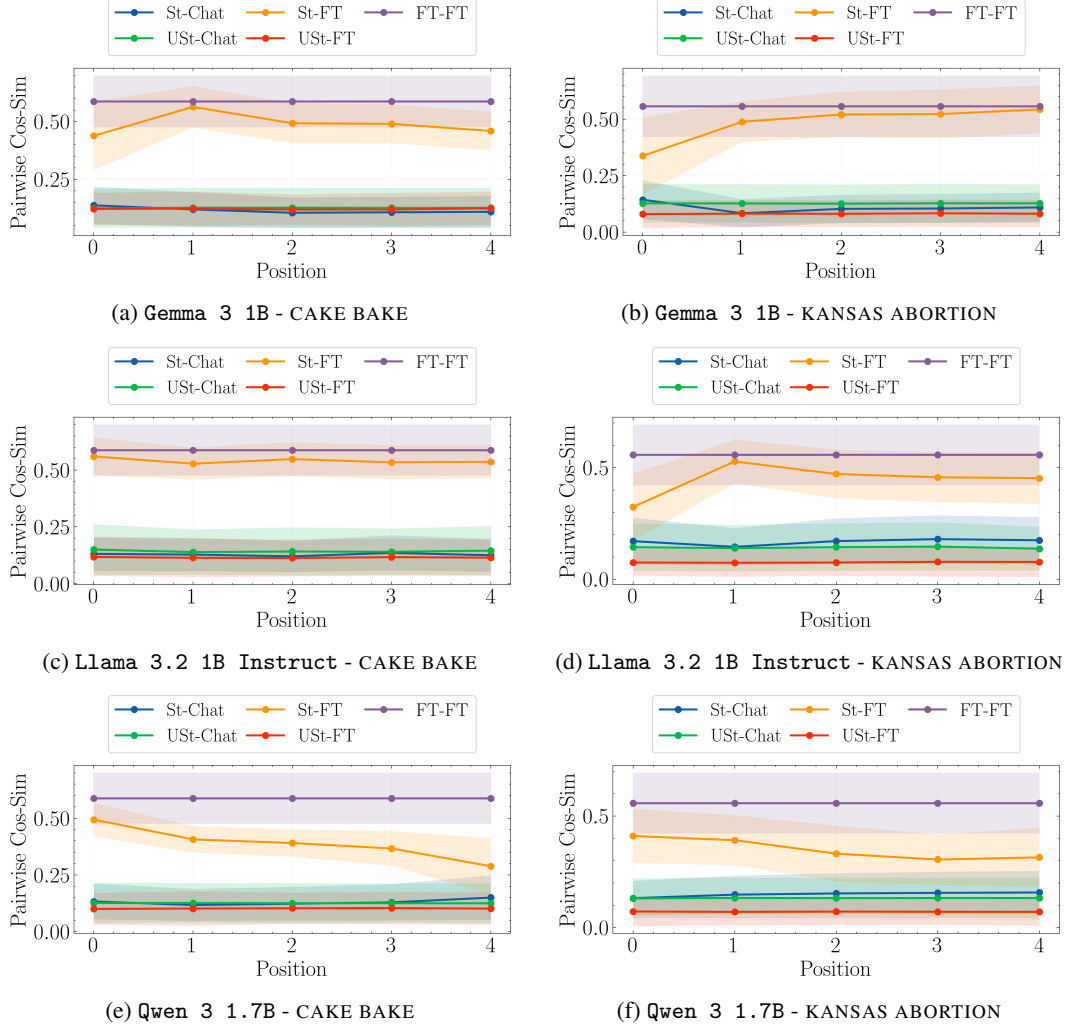 St-Chat St-FT FT-FT
USt-Chat USt-FT
Pairwise Cos-Sim
0.50
0.25
0 1 2 3 4
Position
(a) Gemma 3 1B - CAKE BAKE
St-Chat St-FT FT-FT
USt-Chat USt-FT
Pairwise Cos-Sim
0.50
0.25
0.00
0 1 2 3 4
Position
(b) Gemma 3 1B - KANSAS ABORTION
St-Chat St-FT FT-FT
USt-Chat USt-FT
Pairwise Cos-Sim
0.50
0.25
0.00
0 1 2 3 4
Position
(c) Llama 3.2 1B Instruct - CAKE BAKE
St-Chat St-FT FT-FT
USt-Chat USt-FT
Pairwise Cos-Sim
0.5
0.0
0 1 2 3 4
Position
(d) Llama 3.2 1B Instruct - KANSAS ABORTION
St-Chat St-FT FT-FT
USt-Chat USt-FT
Pairwise Cos-Sim
0.50
0.25
0.00
0 1 2 3 4
Position
(e) Qwen 3 1.7B - CAKE BAKE
St-Chat St-FT FT-FT
USt-Chat USt-FT
Pairwise Cos-Sim
0.5
0.0
0 1 2 3 4
Position
(f) Qwen 3 1.7B - KANSAS ABORTION